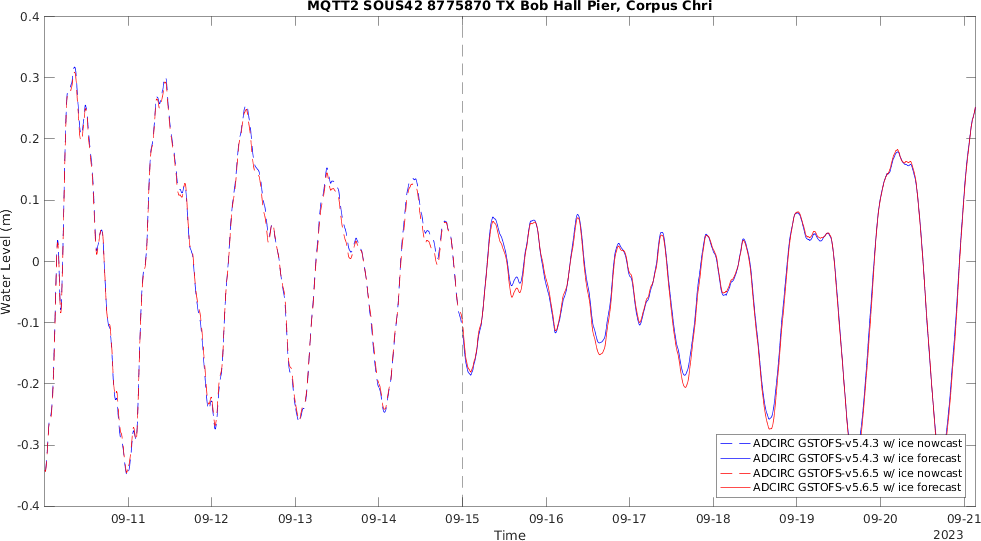 MQTT2 SOUS42 8775870 TX Bob Hall Pier, Corpus Chri
0.4
0.3
0.2
0.1
0
-0.1
-0.2
-0.3
-0.4
Water Level (m)
ADCIRC GSTOFS-v5.4.3 w/ ice nowcast
ADCIRC GSTOFS-v5.4.3 w/ ice forecast
ADCIRC GSTOFS-v5.6.5 w/ ice nowcast
ADCIRC GSTOFS-v5.6.5 w/ ice forecast
09-11 09-12 09-13 09-14 09-15 09-16 09-17 09-18 09-19 09-20 09-21
Time
2023